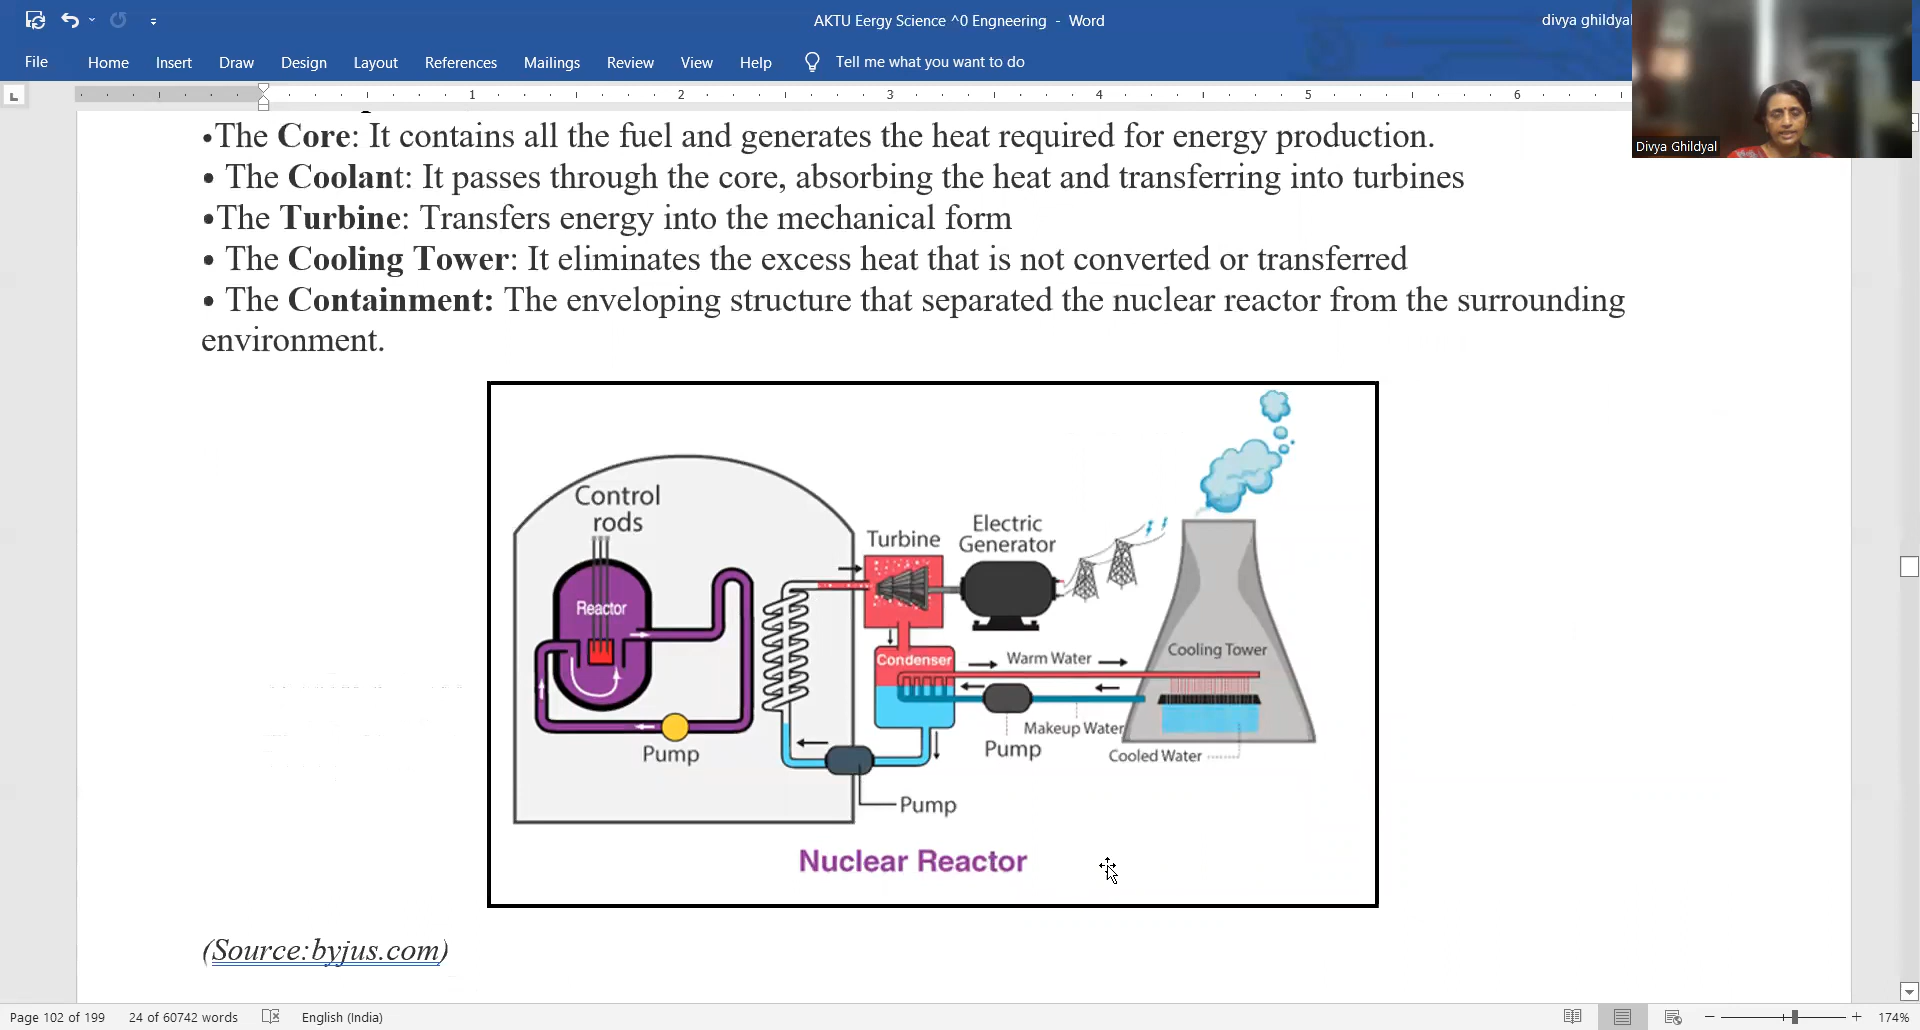 AKTU Eergy Science ^0 Engneering - Word
divya ghildyal
File Home Insert Draw Design Layout References Mailings Review View Help Tell me what you want to do
1 2 3 4 5 6
Divya Ghildyal
•The Core: It contains all the fuel and generates the heat required for energy production.
• The Coolant: It passes through the core, absorbing the heat and transferring into turbines
•The Turbine: Transfers energy into the mechanical form
• The Cooling Tower: It eliminates the excess heat that is not converted or transferred
• The Containment: The enveloping structure that separated the nuclear reactor from the surrounding
environment.
Control
rods
Reactor
Pump
Turbine
Electric
Generator
Condenser
Warm Water
Cooling Tower
Makeup Water
Pump
Cooled Water
Pump
Nuclear Reactor
(Source:byjus.com)
Page 102 of 199 24 of 60742 words English (India) 174%